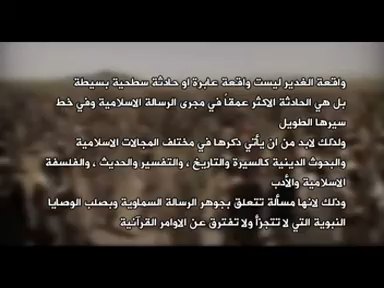 واقعة الغدير ليست واقعة عابرة او حادثة سطحية بسيطة
بل هي الحادثة الاكثر عمقاً في مجرى الرسالة الاسلامية وفي خط
سيرها الطويل
ولذلك لابد من ان يأتي ذكرها في مختلف المجالات الاسلامية
والبحوث الدينية كالسيرة والتاريخ ، والتفسير والحديث ، والفلسفة
الاسلامية والأدب
وذلك لانها مسألة تتعلق بجوهر الرسالة السماوية وبصلب الوصايا
النبوية التي لا تتجزأ ولا تفترق عن الاوامر القرآنية